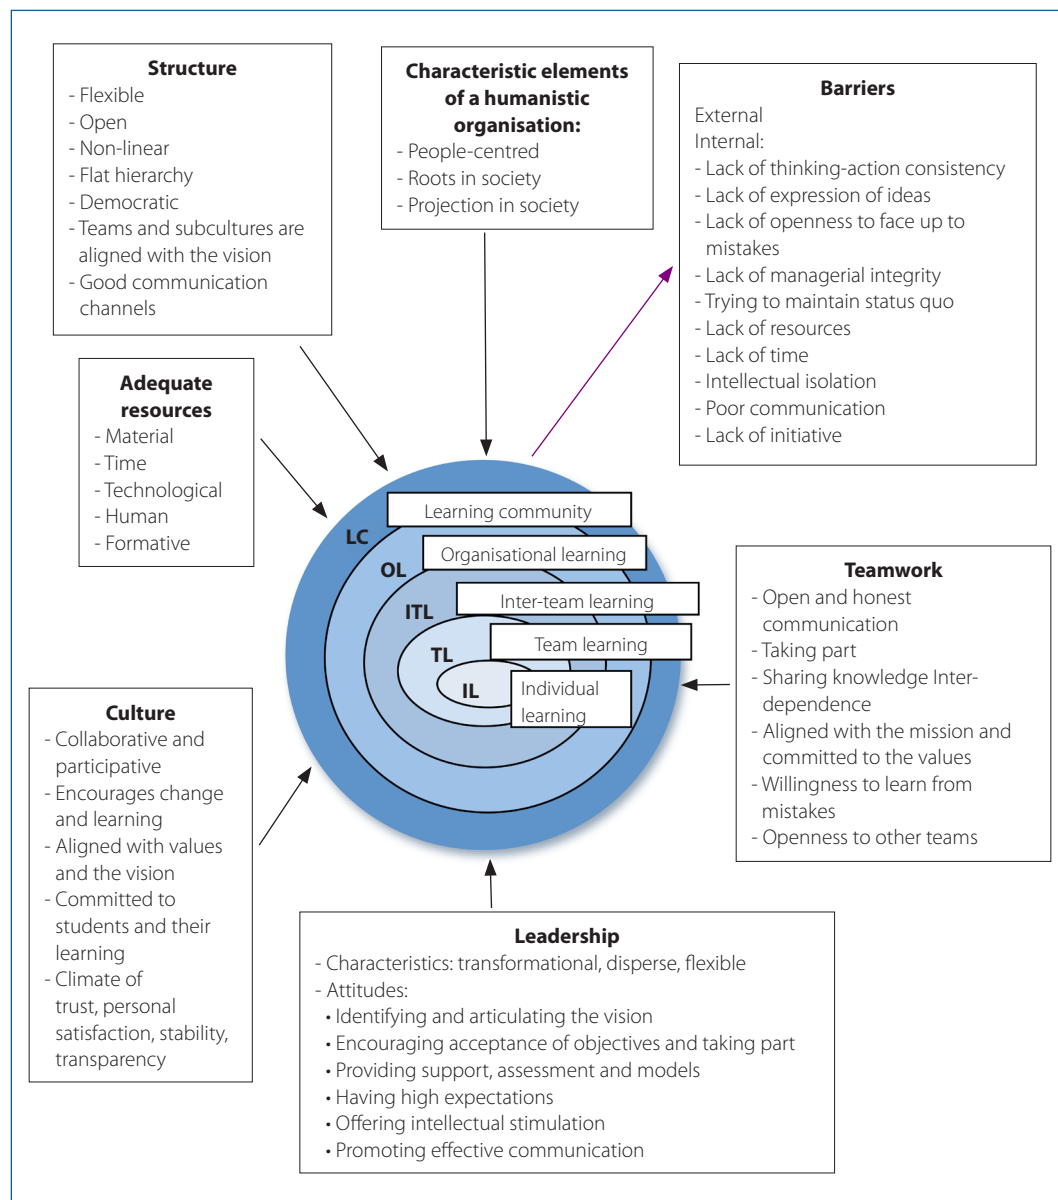 Structure
- Flexible
- Open
- Non-linear
- Flat hierarchy
- Democratic
- Teams and subcultures are
aligned with the vision
- Good communication
channels
Characteristic elements
of a humanistic
organisation:
- People-centred
- Roots in society
- Projection in society
Barriers
External
Internal:
- Lack of thinking-action consistency
- Lack of expression of ideas
- Lack of openness to face up to
mistakes
- Lack of managerial integrity
- Trying to maintain status quo
- Lack of resources
- Lack of time
- Intellectual isolation
- Poor communication
- Lack of initiative
Adequate
resources
- Material
- Time
- Technological
- Human
- Formative
Learning community
LC
Organisational learning
OL
Inter-team learning
ITL
Team learning
TL
Individual
learning
IL
Teamwork
- Open and honest
communication
- Taking part
- Sharing knowledge Inter-
dependence
- Aligned with the mission and
committed to the values
- Willingness to learn from
mistakes
- Openness to other teams
Culture
- Collaborative and
participative
- Encourages change
and learning
- Aligned with values
and the vision
- Committed to
students and their
learning
- Climate of
trust, personal
satisfaction, stability,
transparency
Leadership
- Characteristics: transformational, disperse, flexible
- Attitudes:
• Identifying and articulating the vision
• Encouraging acceptance of objectives and taking part
• Providing support, assessment and models
• Having high expectations
• Offering intellectual stimulation
• Promoting effective communication